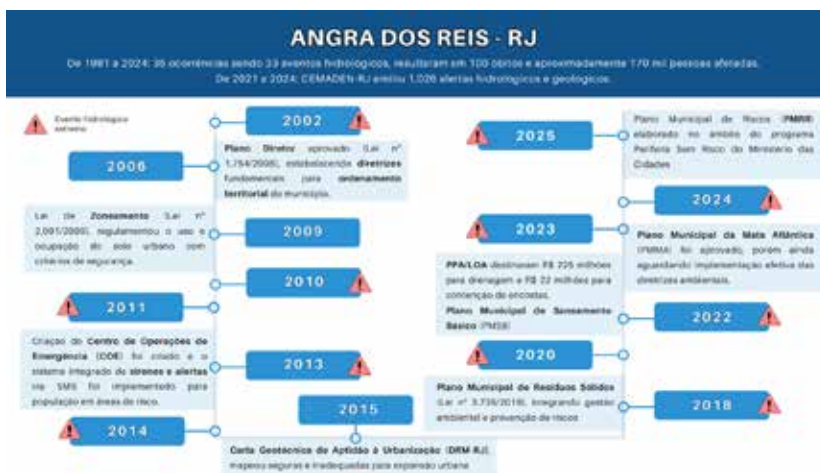 ANGRA DOS REIS - RJ
De 1991 a 2024: 35 ocorrências sendo 33 eventos hidrológicos, resultaram em 100 óbitos e aproximadamente 170 mil pessoas afetadas.
De 2021 a 2024: CEMADEN-RJ emitiu 1.026 alertas hidrológicos e geológicos.
Evento hidrológico
extremo
2002
2006
Plano Diretor aprovado (Lei nº
1.754/2006), estabelecendo diretrizes
fundamentais para ordenamento
territorial do município.
Lei de Zoneamento (Lei nº
2.091/2009), regulamentou o uso e
ocupação do solo urbano com
critérios de segurança.
2009
2010
2011
Criação do Centro de Operações de
Emergência (COE) foi criado e o
sistema integrado de sirenes e alertas
via SMS foi implementado para
população em áreas de risco.
2013
2014
2015
Carta Geotécnica de Aptidão à Urbanização (DRM-RJ),
mapeou seguras e inadequadas para expansão urbana
2025
Plano Municipal de Riscos
elaborado no âmbito do programa
Periferia Sem Risco do Ministério das
Cidades
2024
Plano Municipal da Mata Atlântica
(PMMA) foi aprovado, porém ainda
aguardando implementação efetiva das
diretrizes ambientais.
2023
PPA/LOA destinaram R$ 225 milhões
para drenagem e R$ 22 milhões para
contenção de encostas.
Plano Municipal de Saneamento
Básico (PMSB)
2022
2020
Plano Municipal de Resíduos Sólidos
(Lei nº 3.739/2018), integrando gestão
ambiental e prevenção de riscos
2018